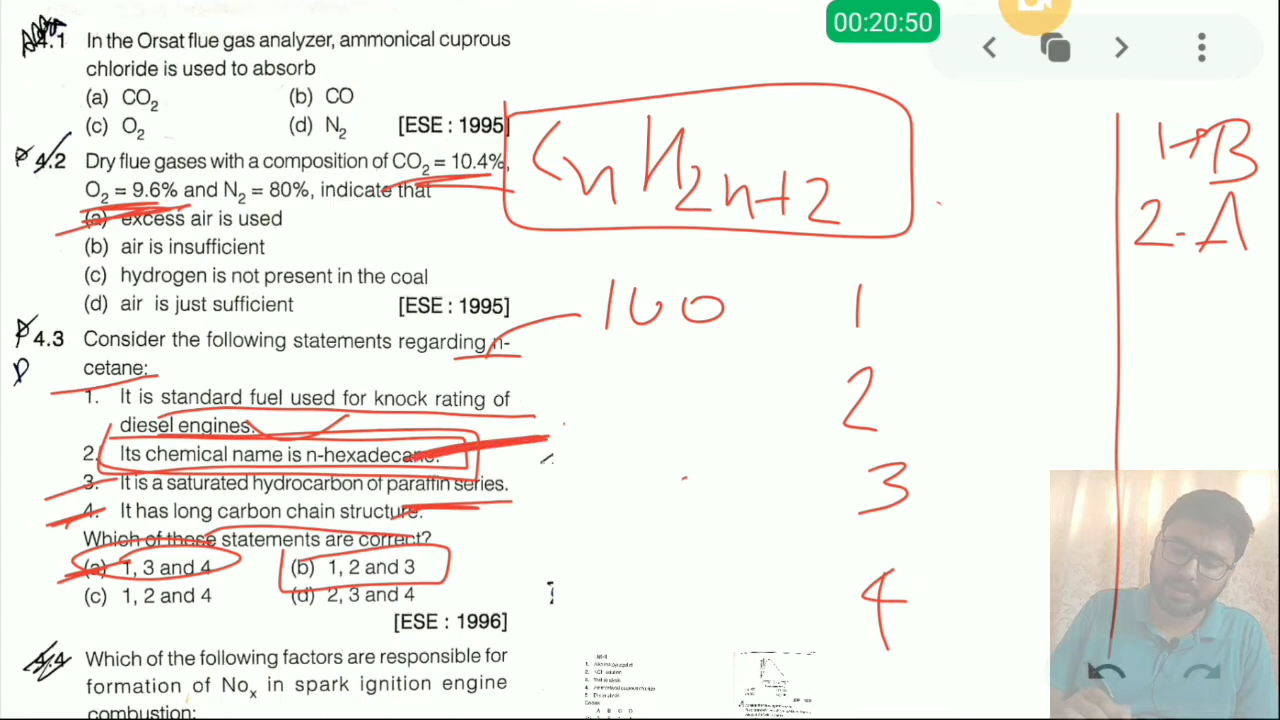 00:20:50
4.1 In the Orsat flue gas analyzer, ammonical cuprous
chloride is used to absorb
(a) CO₂ (b) CO
(c) O₂ (d) N₂ [ESE : 1995]
4.2 Dry flue gases with a composition of CO₂ = 10.4%,
O₂ = 9.6% and N₂ = 80%, indicate that
(a) excess air is used
(b) air is insufficient
(c) hydrogen is not present in the coal
(d) air is just sufficient [ESE : 1995]
4.3 Consider the following statements regarding n-
cetane:
1. It is standard fuel used for knock rating of
diesel engines.
2. Its chemical name is n-hexadecane.
3. It is a saturated hydrocarbon of paraffin series.
4. It has long carbon chain structure.
Which of these statements are correct?
(a) 1, 3 and 4 (b) 1, 2 and 3
(c) 1, 2 and 4 (d) 2, 3 and 4
[ESE : 1996]
4.4 Which of the following factors are responsible for
formation of Noₓ in spark ignition engine
combustion:
CnH2n+2
100
1
2
3
4
1→B
2-A